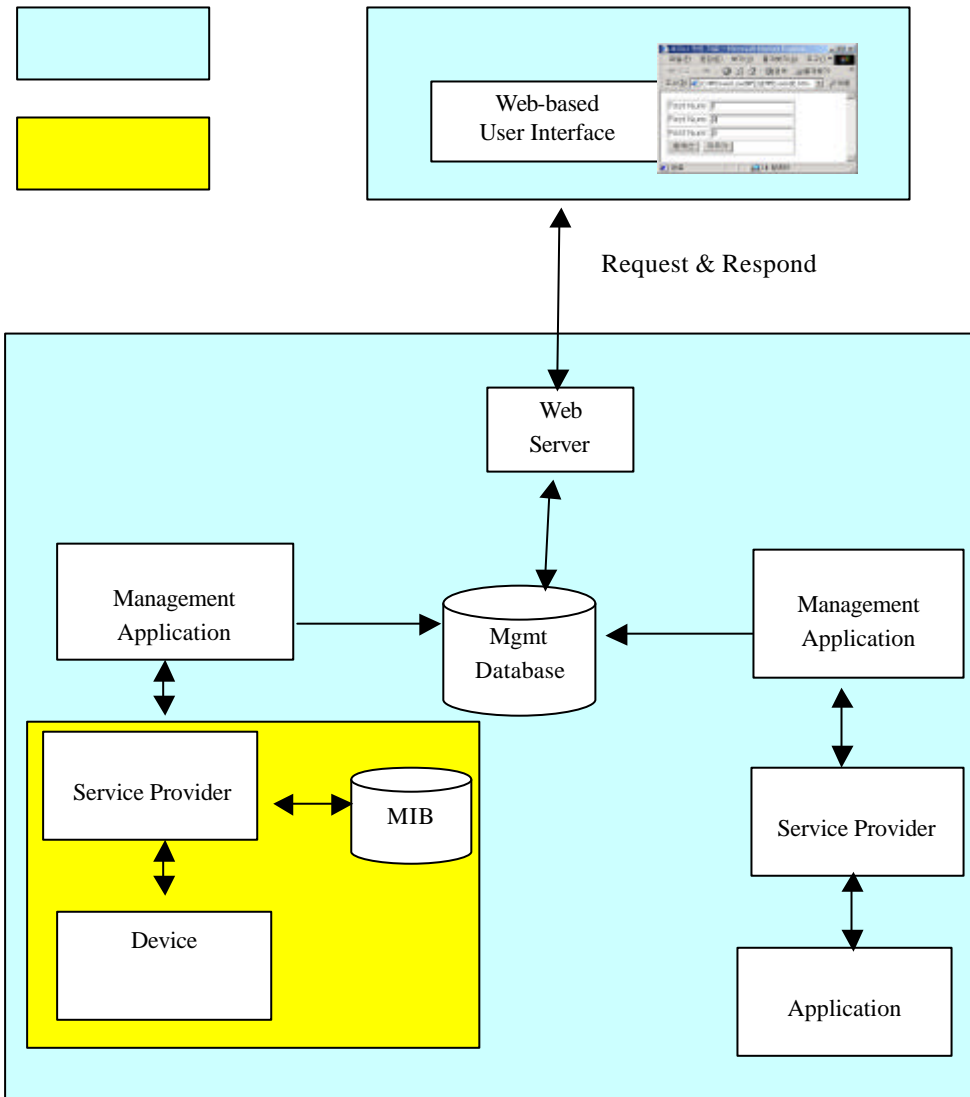 Web-based
User Interface
Request & Respond
Web
Server
Management
Application
Mgmt
Database
Management
Application
Service Provider
MIB
Service Provider
Device
Application